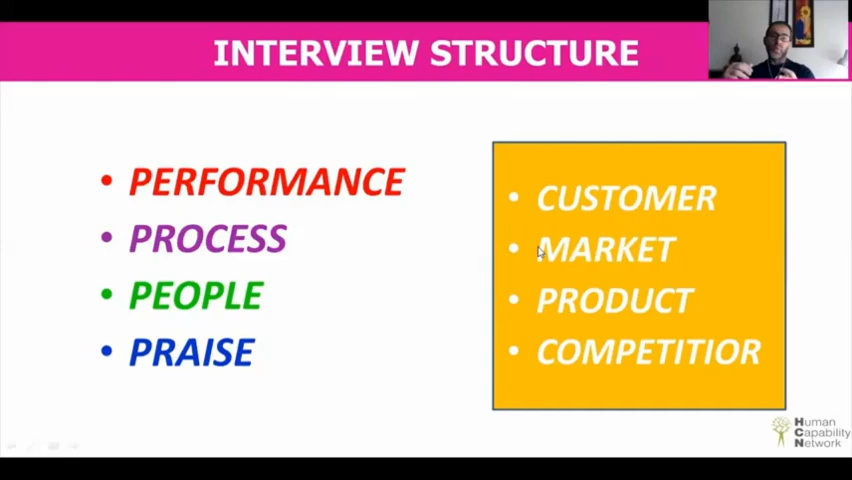 INTERVIEW STRUCTURE
• PERFORMANCE
• PROCESS
• PEOPLE
• PRAISE
• CUSTOMER
• MARKET
• PRODUCT
• COMPETITIOR
Human
Capability
Network